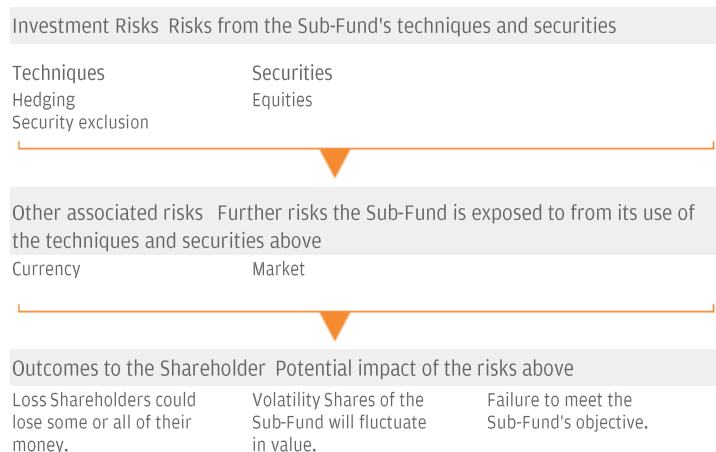 Investment Risks Risks from the Sub-Fund's techniques and securities
Techniques
Hedging
Security exclusion
Securities
Equities
Other associated risks Further risks the Sub-Fund is exposed to from its use of
the techniques and securities above
Currency
Market
Outcomes to the Shareholder Potential impact of the risks above
Loss Shareholders could
lose some or all of their
money.
Volatility Shares of the
Sub-Fund will fluctuate
in value.
Failure to meet the
Sub-Fund's objective.